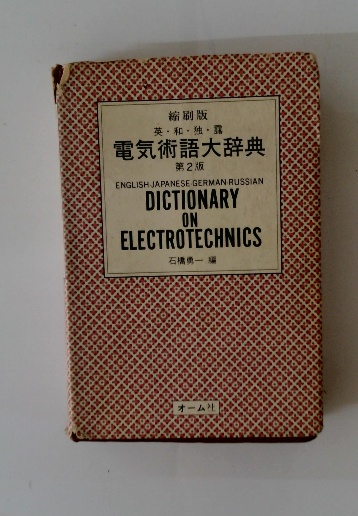 縮刷版
英・和・独・露
電気術語大辞典
第2版
ENGLISH-JAPANESE-GERMAN-RUSSIAN
DICTIONARY
ON
ELECTROTECHNICS
石橋勇一 編
オーム社